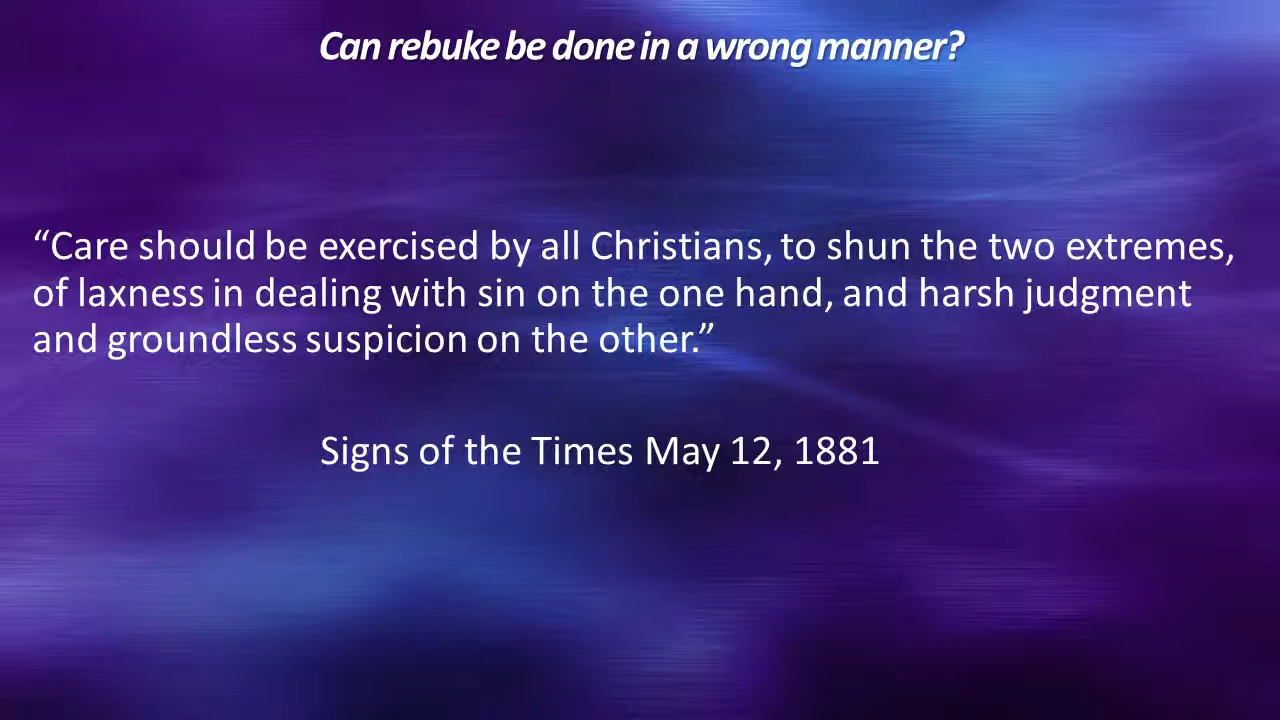 Can rebuke be done in a wrong manner?
“Care should be exercised by all Christians, to shun the two extremes,
of laxness in dealing with sin on the one hand, and harsh judgment
and groundless suspicion on the other.”
Signs of the Times May 12, 1881